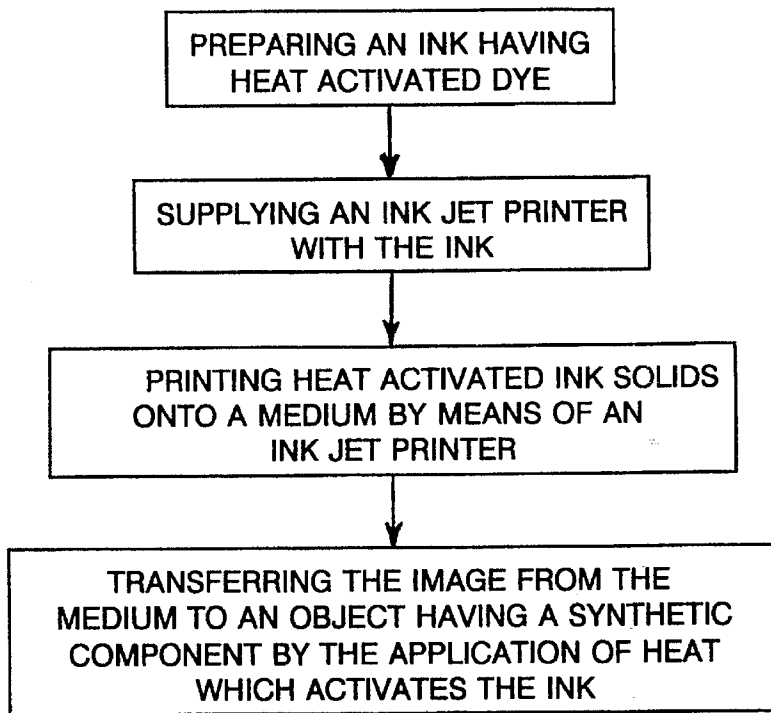 PREPARING AN INK HAVING
HEAT ACTIVATED DYE
SUPPLYING AN INK JET PRINTER
WITH THE INK
PRINTING HEAT ACTIVATED INK SOLIDS
ONTO A MEDIUM BY MEANS OF AN
INK JET PRINTER
TRANSFERRING THE IMAGE FROM THE
MEDIUM TO AN OBJECT HAVING A SYNTHETIC
COMPONENT BY THE APPLICATION OF HEAT
WHICH ACTIVATES THE INK